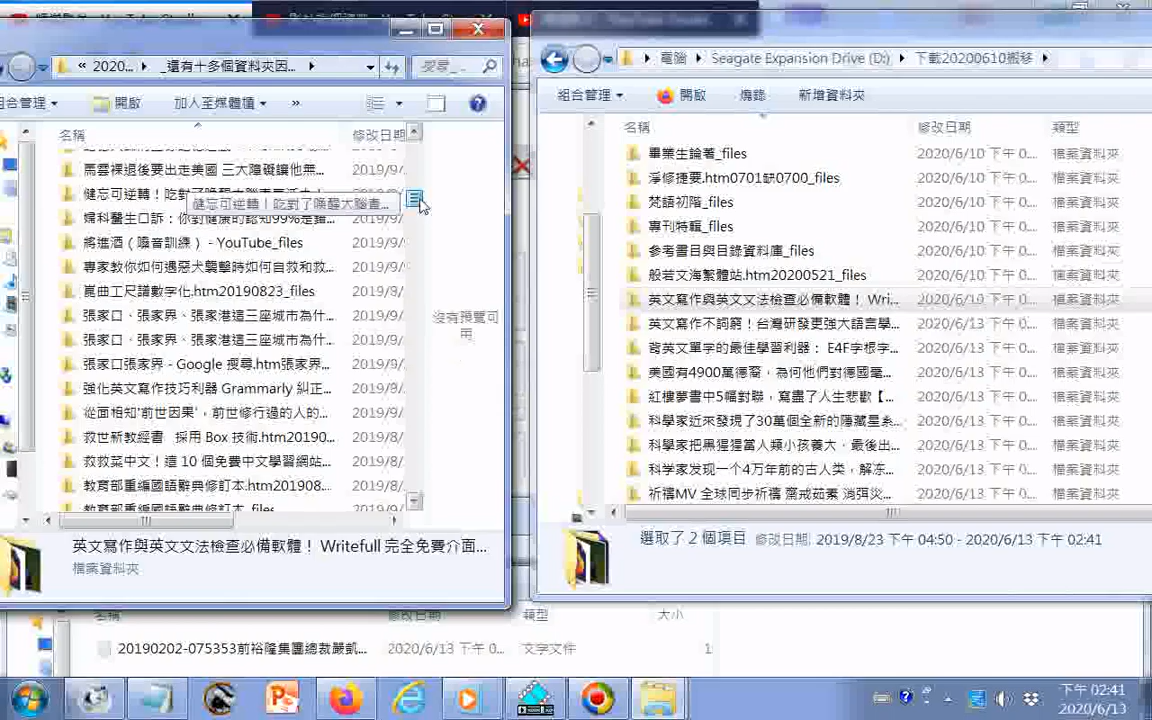 « 2020... ▸ _還有十多個資料夾因... ▸
搜尋_...
組合管理 開啟 加入至媒體櫃 »
名稱 修改日期
馬雲裸退後要出走美國 三大障礙讓他無... 2019/9/
健忘可逆轉！吃對了喚醒大腦畫...
婦科醫生口訴：你對健康的認知99%是錯... 2019/9/
將進酒（嗓音訓練） - YouTube_files 2019/9/
專家教你如何遇惡犬襲擊時如何自救和救... 2019/9/
崑曲工尺譜數字化.htm20190823_files 2019/9/
張家口、張家界、張家港這三座城市為什... 2019/9/
張家口、張家界、張家港這三座城市為什... 2019/9/
張家口張家界 - Google 搜尋.htm張家界... 2019/9/
強化英文寫作技巧利器 Grammarly 糾正... 2019/9/
從面相知'前世因果'，前世修行過的人的... 2019/9/
救世新教經書　採用 Box 技術.htm20190... 2019/8/
救救菜中文！這 10 個免費中文學習網站... 2019/8/
教育部重編國語辭典修訂本.htm201908... 2019/8/
教育部重編國語辭典修訂本_files 2019/8/
沒有預覽可用
英文寫作與英文文法檢查必備軟體！ Writefull 完全免費介面...
檔案資料夾
▸ 電腦 ▸ Seagate Expansion Drive (D:) ▸ 下載20200610搬移 ▸
組合管理 開啟 燒錄 新增資料夾
名稱 修改日期 類型
畢業生論著_files 2020/6/10 下午 0... 檔案資料夾
淨修捷要.htm0701缺0700_files 2020/6/10 下午 0... 檔案資料夾
梵語初階_files 2020/6/10 下午 0... 檔案資料夾
專刊特輯_files 2020/6/10 下午 0... 檔案資料夾
參考書目與目錄資料庫_files 2020/6/10 下午 0... 檔案資料夾
般若文海繁體站.htm20200521_files 2020/6/10 下午 0... 檔案資料夾
英文寫作與英文文法檢查必備軟體！ Wri... 2020/6/10 下午 0... 檔案資料夾
英文寫作不詞窮！台灣研發更強大語言學... 2020/6/13 下午 0... 檔案資料夾
背英文單字的最佳學習利器： E4F字根字... 2020/6/13 下午 0... 檔案資料夾
美國有4900萬德裔，為何他們對德國毫... 2020/6/13 下午 0... 檔案資料夾
紅樓夢書中5幅對聯，寫盡了人生悲歡【... 2020/6/13 下午 0... 檔案資料夾
科學家近來發現了30萬個全新的隱藏星系... 2020/6/13 下午 0... 檔案資料夾
科學家把黑猩猩當人類小孩養大，最後出... 2020/6/13 下午 0... 檔案資料夾
科学家发现一个4万年前的古人类，解冻... 2020/6/13 下午 0... 檔案資料夾
祈禱MV 全球同步祈禱 齋戒茹素 消弭災... 2020/6/13 下午 0... 檔案資料夾
選取了 2 個項目 修改日期: 2019/8/23 下午 04:50 - 2020/6/13 下午 02:41
名稱 修改日期 類型 大小
20190202-075353前裕隆集團總裁嚴凱... 2020/6/13 下午 0... 文字文件 1
下午 02:41
2020/6/13